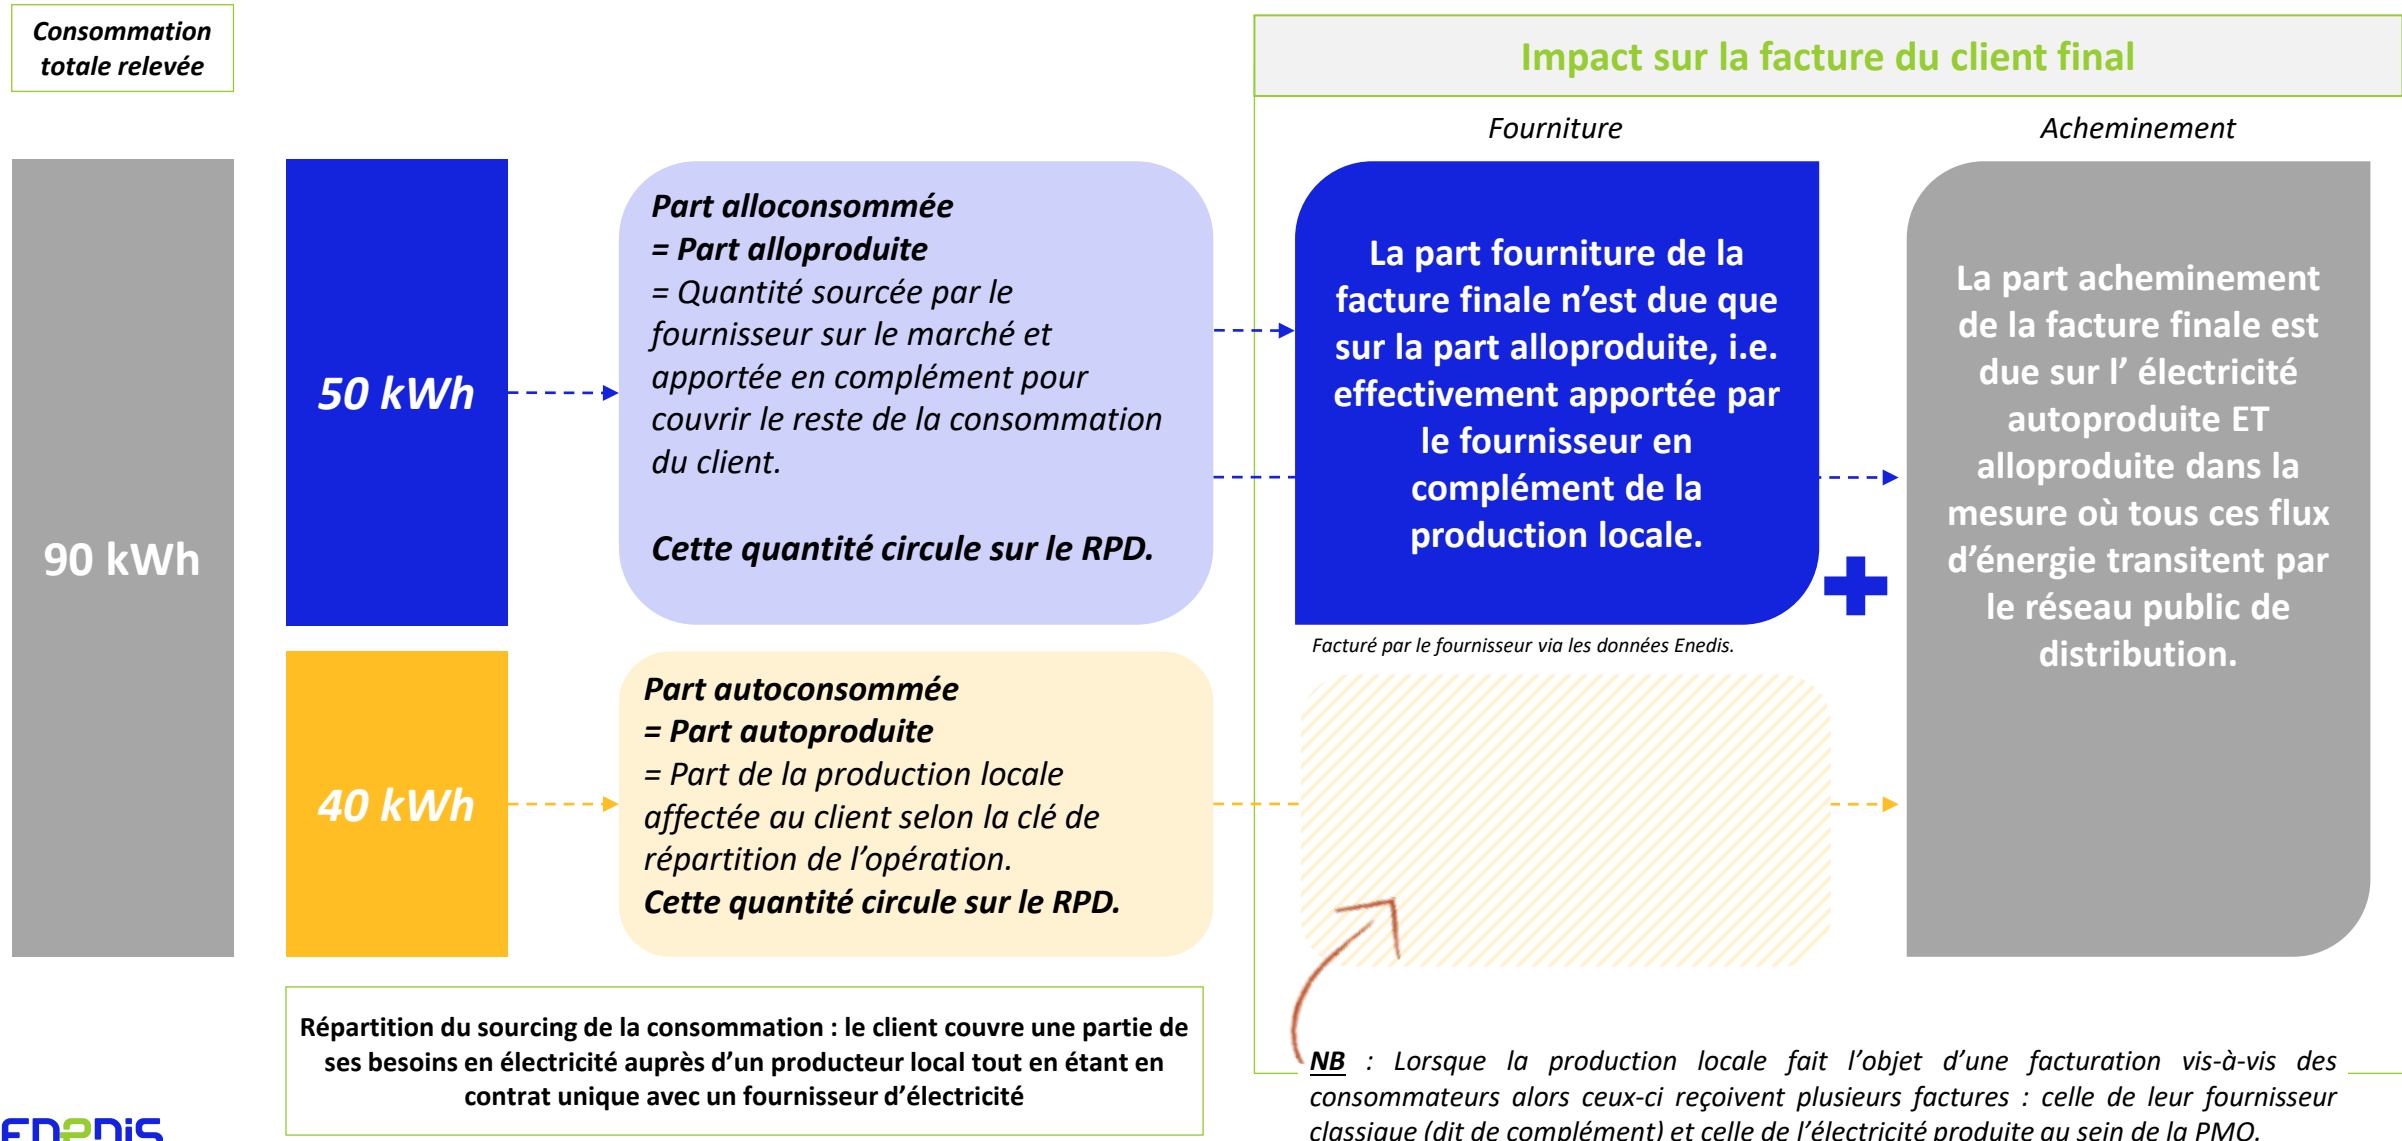 Consommation
totale relevée
Impact sur la facture du client final
Fourniture
Acheminement
90 kWh
50 kWh
Part alloconsommée
= Part alloproduite
= Quantité sourcée par le
fournisseur sur le marché et
apportée en complément pour
couvrir le reste de la consommation
du client.
Cette quantité circule sur le RPD.
La part fourniture de la
facture finale n’est due que
sur la part alloproduite, i.e.
effectivement apportée par
le fournisseur en
complément de la
production locale.
Facturé par le fournisseur via les données Enedis.
La part acheminement
de la facture finale est
due sur l’ électricité
autoproduite ET
alloproduite dans la
mesure où tous ces flux
d’énergie transitent par
le réseau public de
distribution.
40 kWh
Part autoconsommée
= Part autoproduite
= Part de la production locale
affectée au client selon la clé de
répartition de l’opération.
Cette quantité circule sur le RPD.
Répartition du sourcing de la consommation : le client couvre une partie de
ses besoins en électricité auprès d’un producteur local tout en étant en
contrat unique avec un fournisseur d’électricité
NB : Lorsque la production locale fait l’objet d’une facturation vis-à-vis des
consommateurs alors ceux-ci reçoivent plusieurs factures : celle de leur fournisseur
classique (dit de complément) et celle de l’électricité produite au sein de la PMO.
ENEDIS